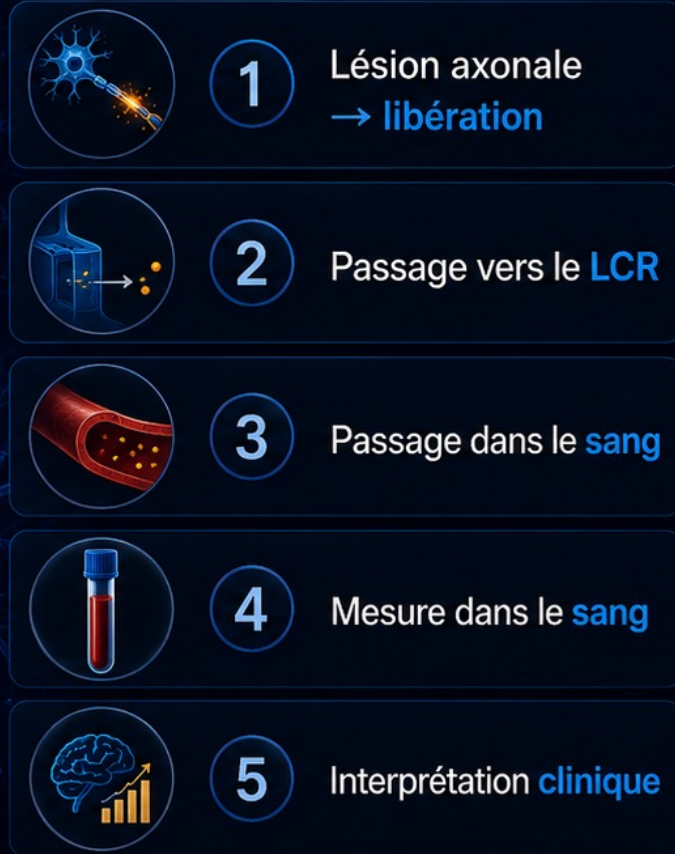 1
Lésion axonale
→ libération
2
Passage vers le LCR
3
Passage dans le sang
4
Mesure dans le sang
5
Interprétation clinique